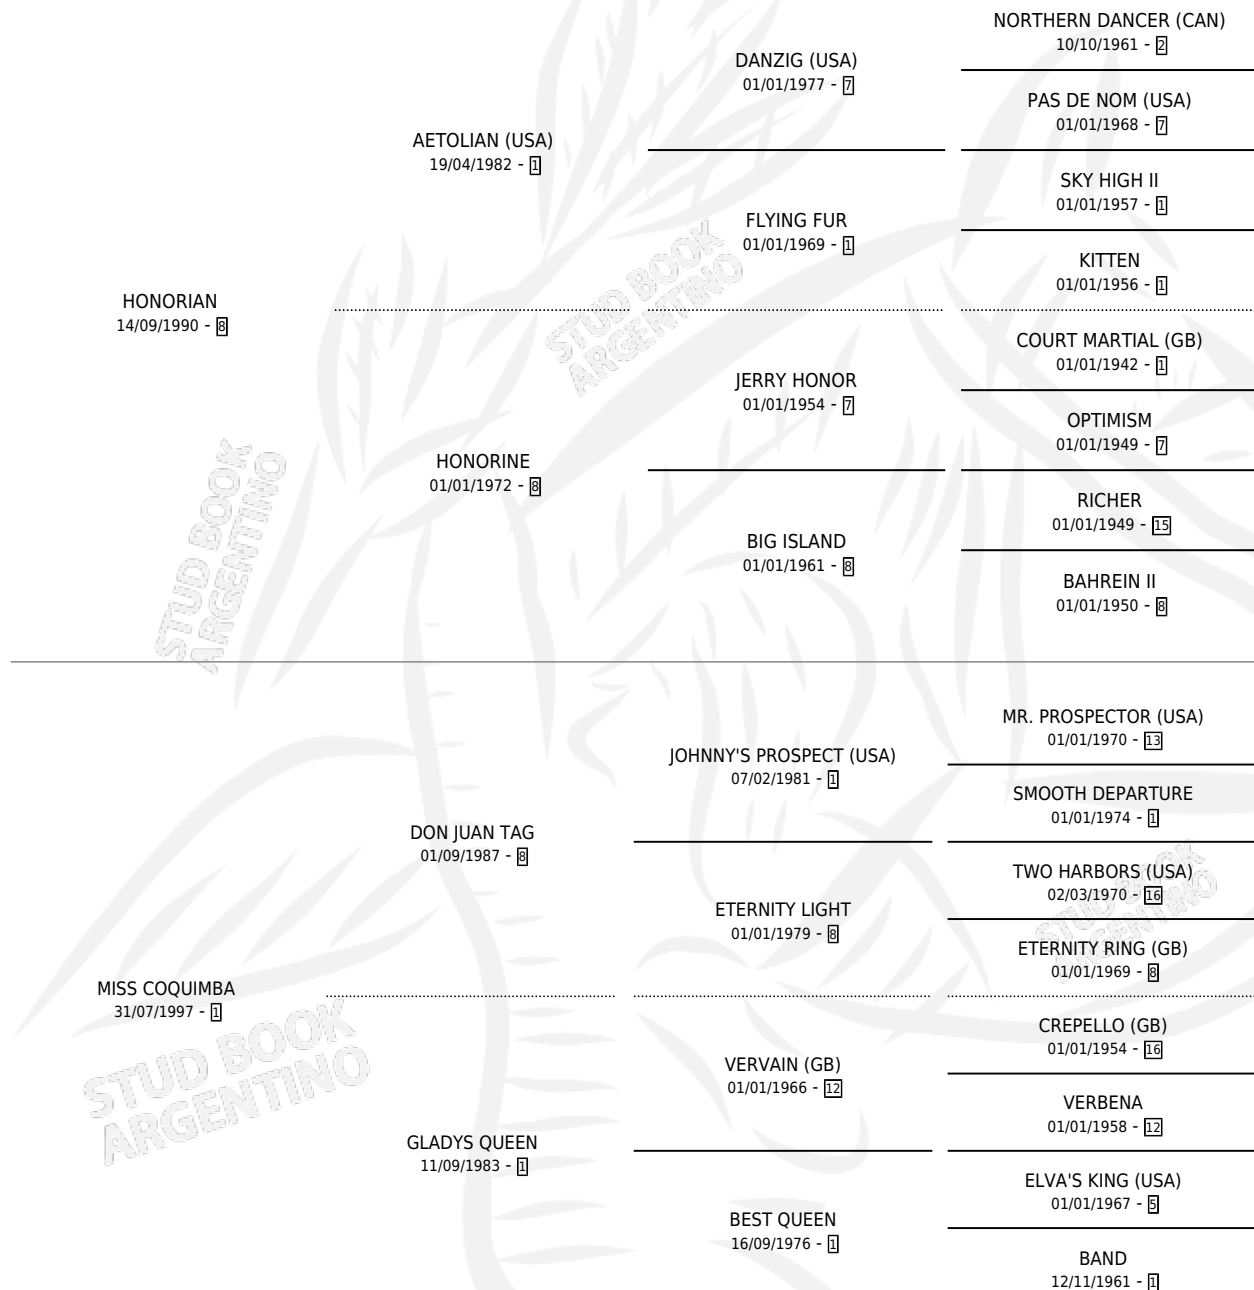 NORTHERN DANCER (CAN)
10/10/1961 - 2
DANZIG (USA)
01/01/1977 - 7
PAS DE NOM (USA)
01/01/1968 - 7
AETOLIAN (USA)
19/04/1982 - 1
SKY HIGH II
01/01/1957 - 1
FLYING FUR
01/01/1969 - 1
KITTEN
01/01/1956 - 1
HONORIAN
14/09/1990 - 8
STUD BOOK
ARGENTINO
COURT MARTIAL (GB)
01/01/1942 - 1
JERRY HONOR
01/01/1954 - 7
OPTIMISM
01/01/1949 - 7
HONORINE
01/01/1972 - 8
RICHER
01/01/1949 - 15
BIG ISLAND
01/01/1961 - 8
BAHREIN II
01/01/1950 - 8
STUD BOOK
ARGENTINO
MR. PROSPECTOR (USA)
01/01/1970 - 13
JOHNNY'S PROSPECT (USA)
07/02/1981 - 1
SMOOTH DEPARTURE
01/01/1974 - 1
DON JUAN TAG
01/09/1987 - 8
TWO HARBORS (USA)
02/03/1970 - 16
ETERNITY LIGHT
01/01/1979 - 8
STUD BOOK
ARGENTINO
ETERNITY RING (GB)
01/01/1969 - 8
MISS COQUIMBA
31/07/1997 - 1
STUD BOOK
ARGENTINO
CREPELLO (GB)
01/01/1954 - 16
VERVAIN (GB)
01/01/1966 - 12
VERBENA
01/01/1958 - 12
GLADYS QUEEN
11/09/1983 - 1
ELVA'S KING (USA)
01/01/1967 - 5
BEST QUEEN
16/09/1976 - 1
BAND
12/11/1961 - 1